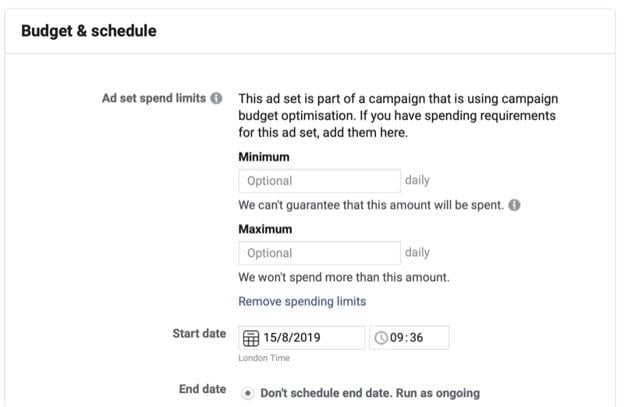 Budget & schedule
Ad set spend limits
This ad set is part of a campaign that is using campaign
budget optimisation. If you have spending requirements
for this ad set, add them here.
Minimum
Optional daily
We can't guarantee that this amount will be spent.
Maximum
Optional daily
We won't spend more than this amount.
Remove spending limits
Start date 15/8/2019 09:36
London Time
End date Don't schedule end date. Run as ongoing